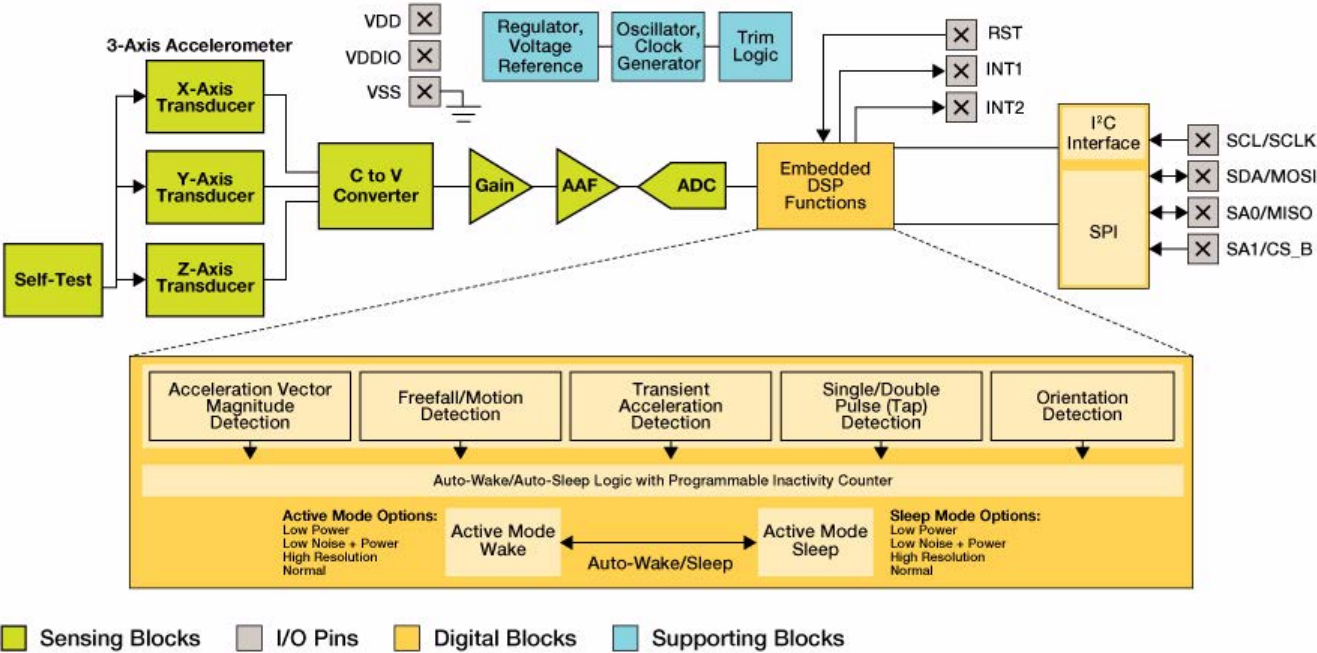 3-Axis Accelerometer
X-Axis
Transducer
Y-Axis
Transducer
Z-Axis
Transducer
Self-Test
VDD
VDDIO
VSS
C to V
Converter
Gain
AAF
ADC
Regulator,
Voltage
Reference
Oscillator,
Clock
Generator
Trim
Logic
RST
INT1
INT2
Embedded
DSP
Functions
I²C
Interface
SPI
SCL/SCLK
SDA/MOSI
SA0/MISO
SA1/CS_B
Acceleration Vector
Magnitude
Detection
Freefall/Motion
Detection
Transient
Acceleration
Detection
Single/Double
Pulse (Tap)
Detection
Orientation
Detection
Auto-Wake/Auto-Sleep Logic with Programmable Inactivity Counter
Active Mode Options:
Low Power
Low Noise + Power
High Resolution
Normal
Active Mode
Wake
Auto-Wake/Sleep
Active Mode
Sleep
Sleep Mode Options:
Low Power
Low Noise + Power
High Resolution
Normal
Sensing Blocks
I/O Pins
Digital Blocks
Supporting Blocks